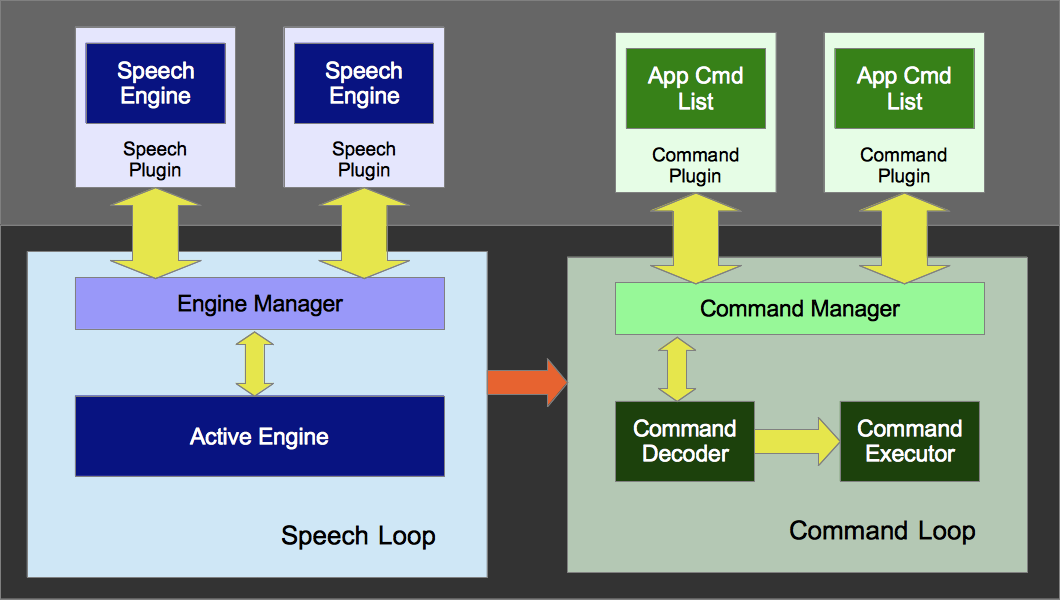 Speech
Engine
Speech
Plugin
Speech
Engine
Speech
Plugin
App Cmd
List
Command
Plugin
App Cmd
List
Command
Plugin
Engine Manager
Active Engine
Speech Loop
Command Manager
Command
Decoder
Command
Executor
Command Loop